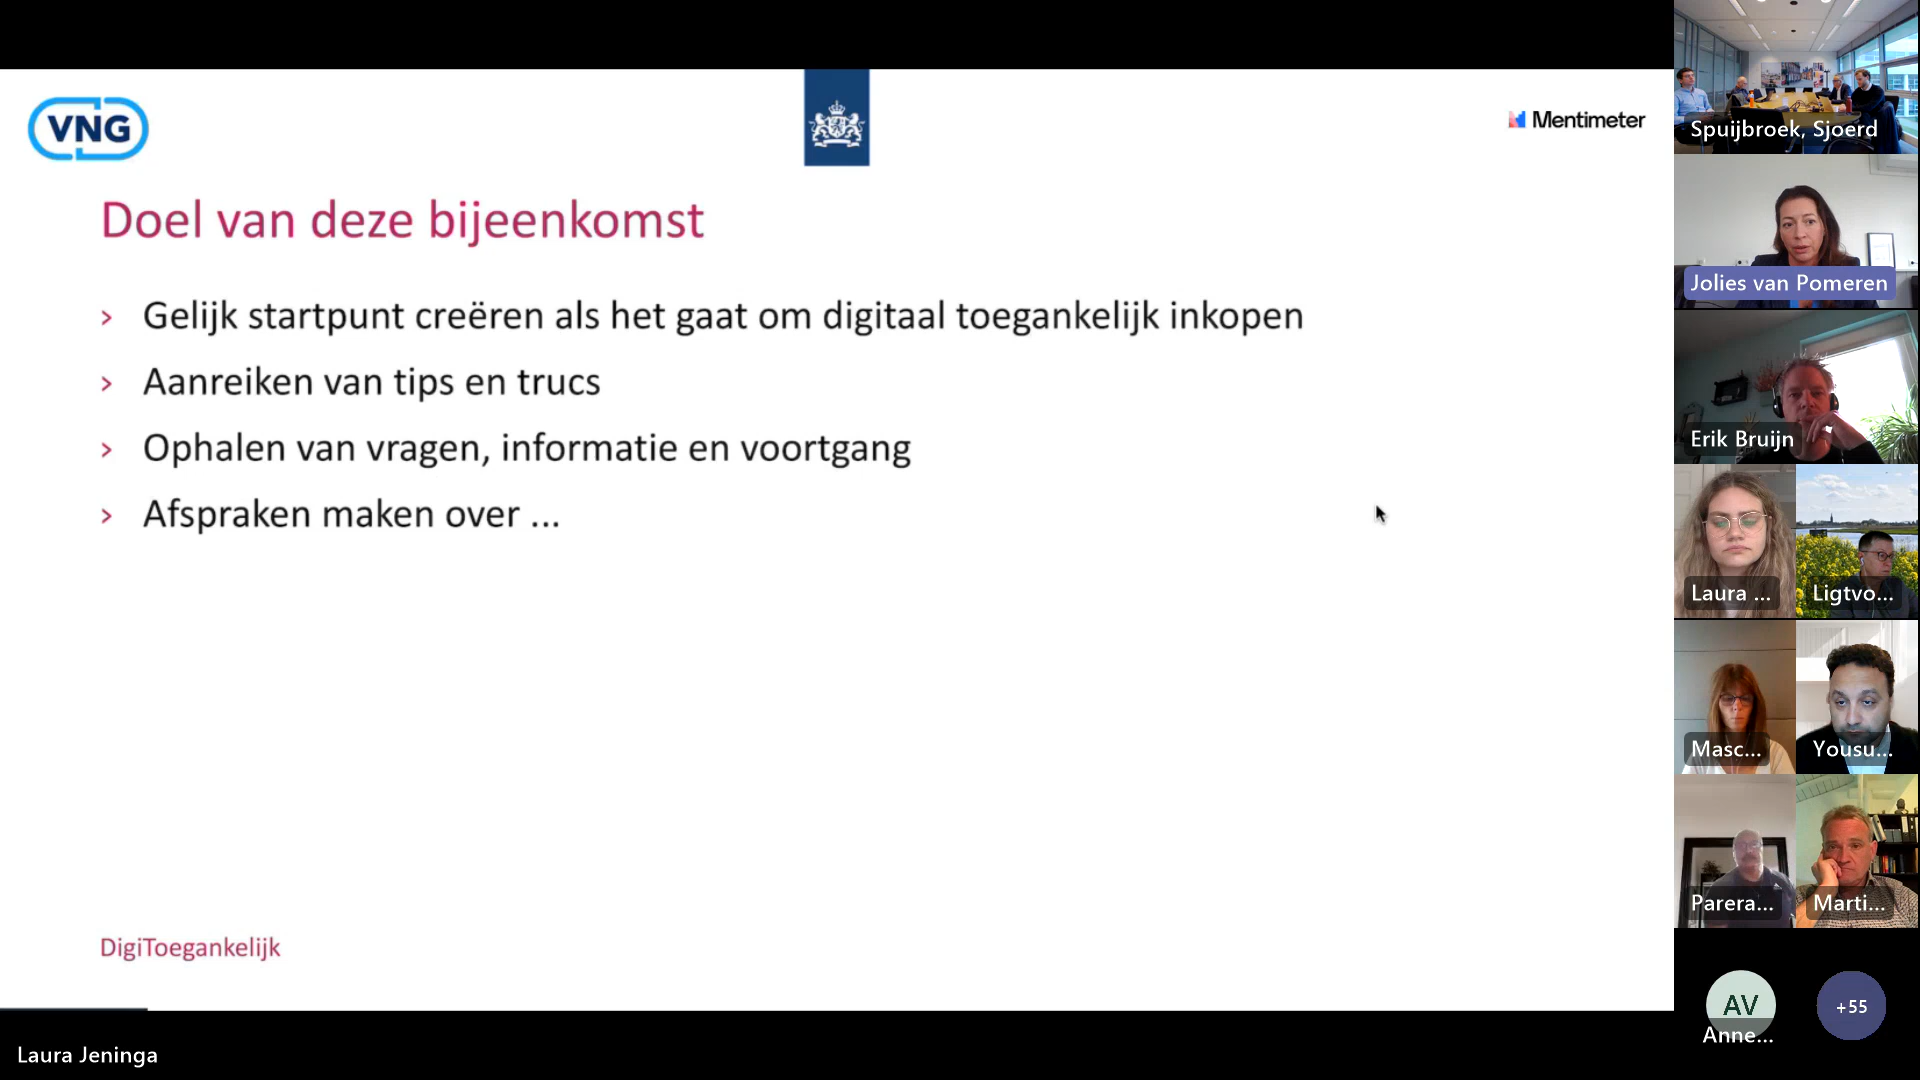 VNG
Mentimeter
Doel van deze bijeenkomst
› Gelijk startpunt creëren als het gaat om digitaal toegankelijk inkopen
› Aanreiken van tips en trucs
› Ophalen van vragen, informatie en voortgang
› Afspraken maken over ...
DigiToegankelijk
Laura Jeninga
Spuijbroek, Sjoerd
Jolies van Pomeren
Erik Bruijn
Laura ...
Ligtvo...
Masc...
Yousu...
Parera...
Marti...
AV
Anne...
+55